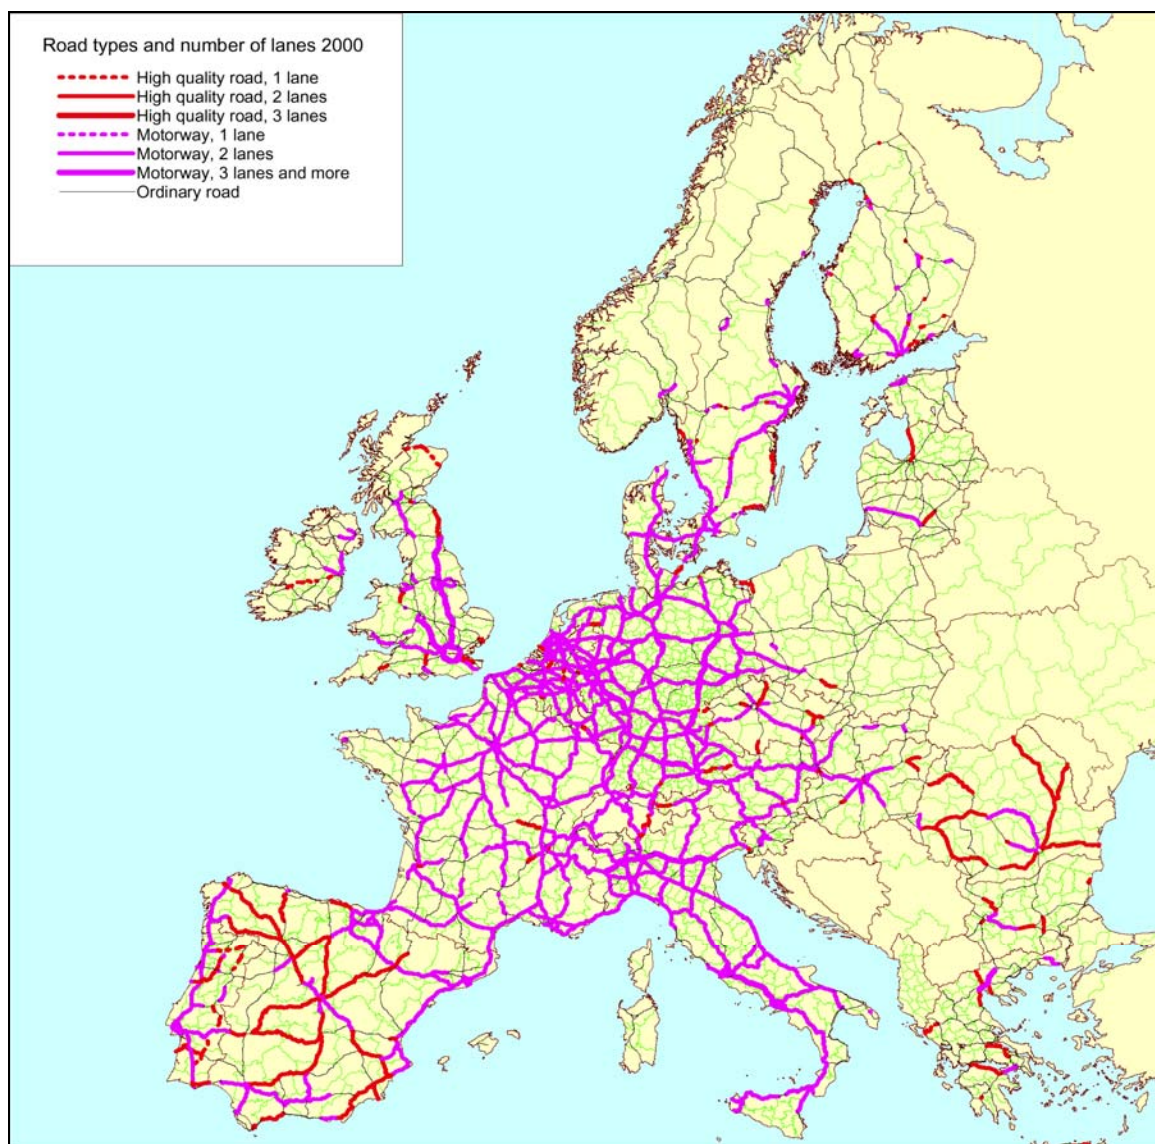 Road types and number of lanes 2000
High quality road, 1 lane
High quality road, 2 lanes
High quality road, 3 lanes
Motorway, 1 lane
Motorway, 2 lanes
Motorway, 3 lanes and more
Ordinary road